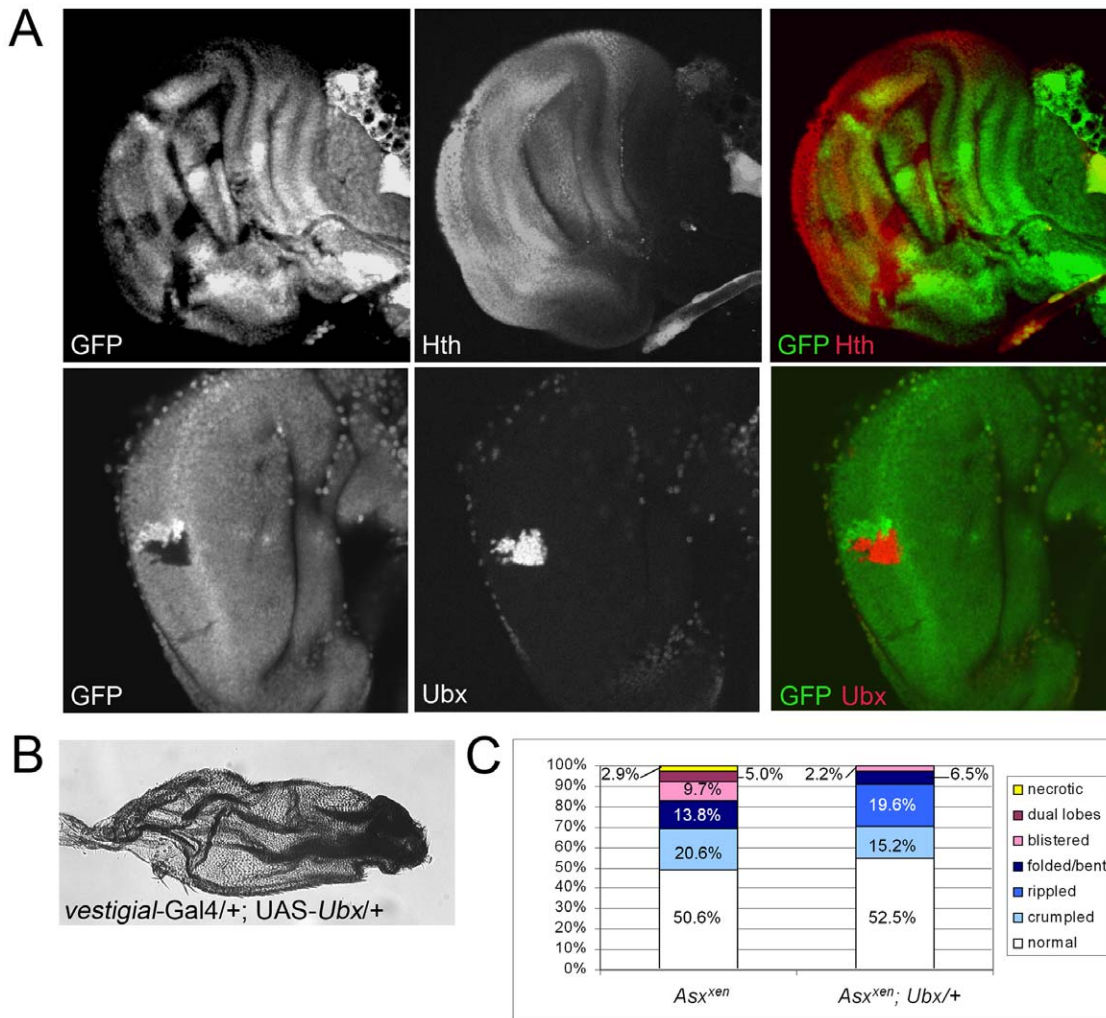 A
GFP
Hth
GFP Hth
GFP
Ubx
GFP Ubx
B
vestigial-Gal4/+; UAS-Ubx/+
C
100%
90%
80%
70%
60%
50%
40%
30%
20%
10%
0%
2.9%
5.0%
9.7%
13.8%
20.6%
50.6%
2.2%
6.5%
19.6%
15.2%
52.5%
Asxxen
Asxxen; Ubx/+
necrotic
dual lobes
blistered
folded/bent
rippled
crumpled
normal